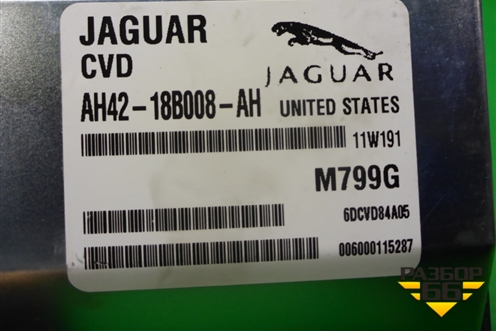 JAGUAR
CVD
JAGUAR
AH42-18B008-AH UNITED STATES
11W191
M799G
6DCVD84A05
006000115287
РАЗБОР
66